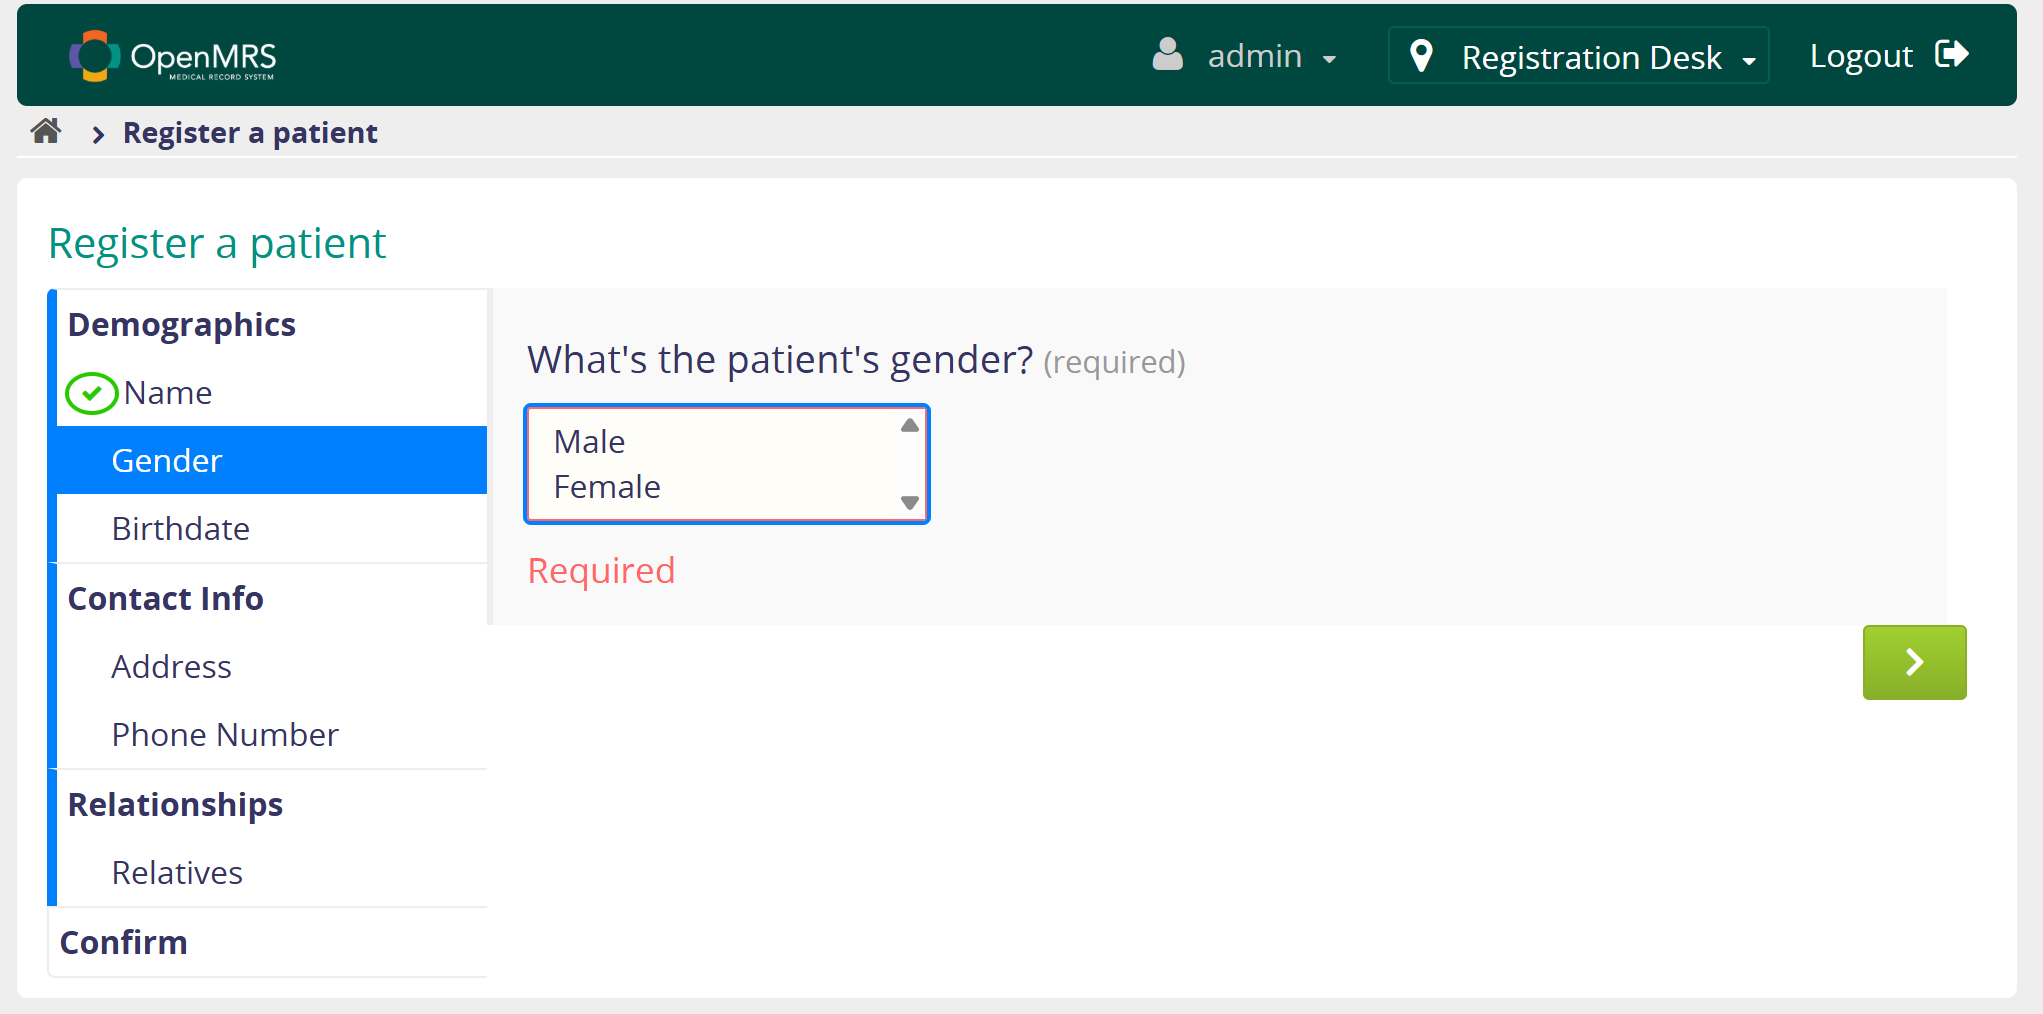 OpenMRS
MEDICAL RECORD SYSTEM
admin
Registration Desk
Logout
Register a patient
Register a patient
Demographics
Name
Gender
Birthdate
Contact Info
Address
Phone Number
Relationships
Relatives
Confirm
What's the patient's gender? (required)
Male
Female
Required